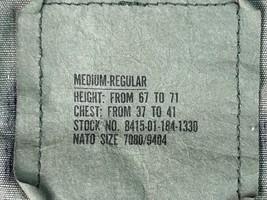 MEDIUM-REGULAR
HEIGHT: FROM 67 TO 71
CHEST: FROM 37 TO 41
STOCK NO. 8415-01-184-1330
NATO SIZE 7080/9404